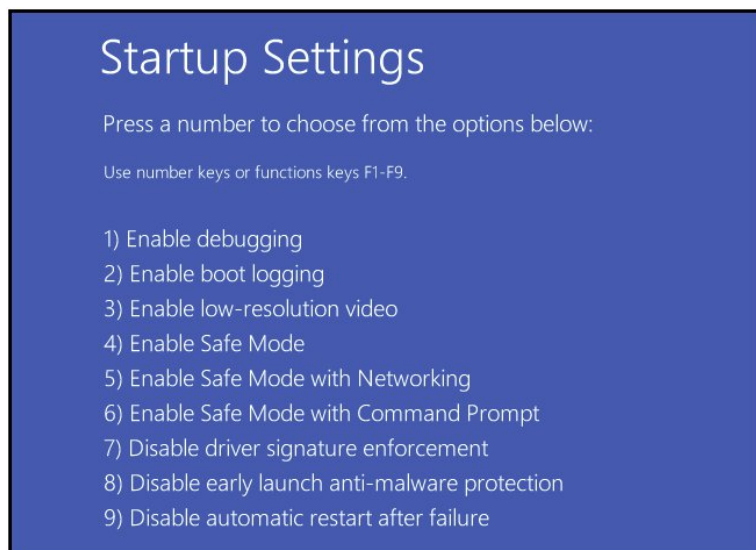 Startup Settings
Press a number to choose from the options below:
Use number keys or functions keys F1-F9.
1) Enable debugging
2) Enable boot logging
3) Enable low-resolution video
4) Enable Safe Mode
5) Enable Safe Mode with Networking
6) Enable Safe Mode with Command Prompt
7) Disable driver signature enforcement
8) Disable early launch anti-malware protection
9) Disable automatic restart after failure